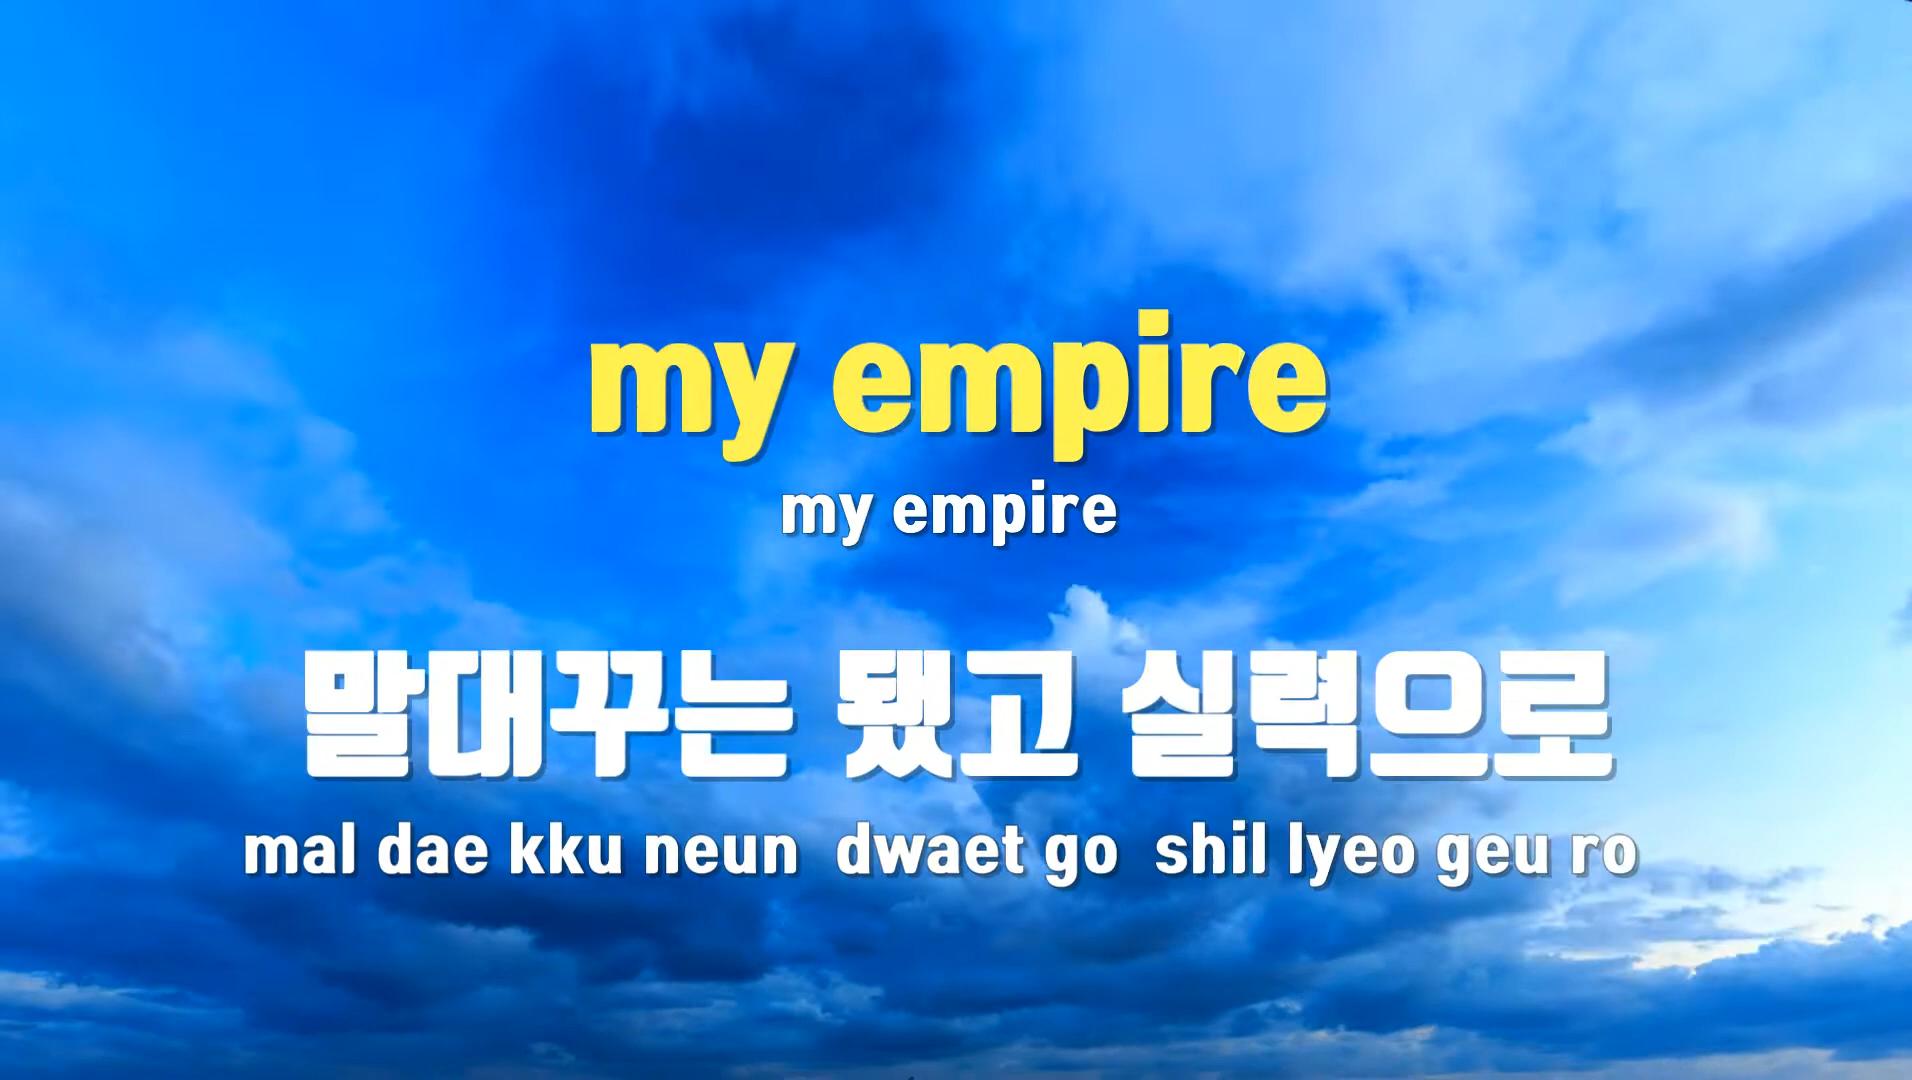 my empire
my empire
말대꾸는 됐고 실력으로
mal dae kku neun dwaet go shil lyeo geu ro